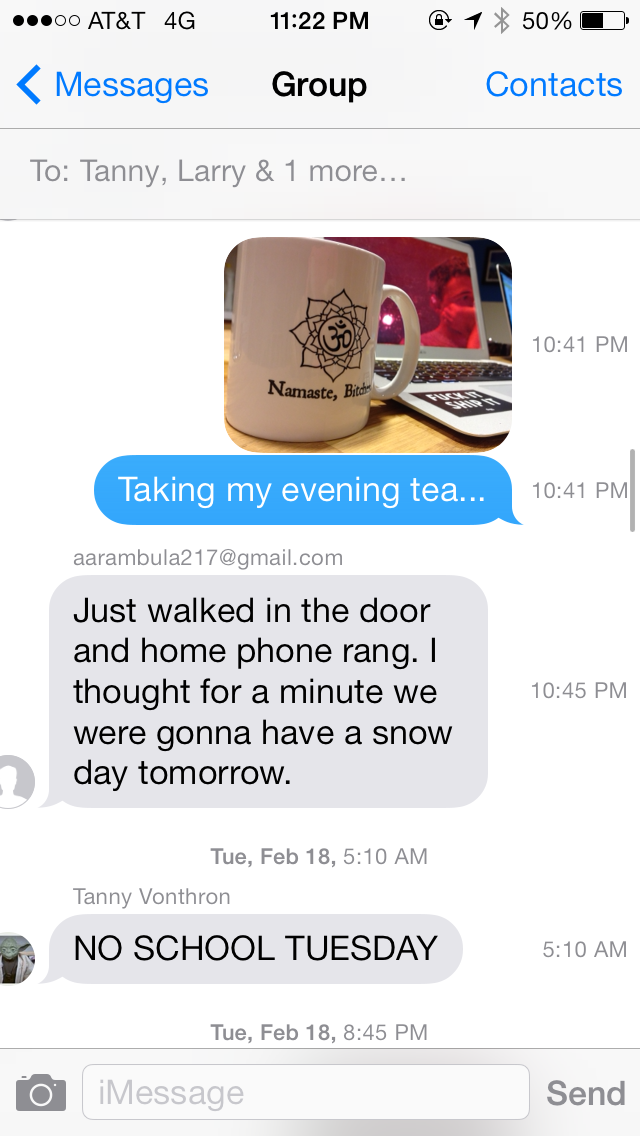 AT&T 4G 11:22 PM 50%
Messages Group Contacts
To: Tanny, Larry & 1 more...
Namaste, Bitches
FUCK IT
SHIP IT
10:41 PM
Taking my evening tea... 10:41 PM
aarambula217@gmail.com
Just walked in the door
and home phone rang. I
thought for a minute we
were gonna have a snow
day tomorrow.
10:45 PM
Tue, Feb 18, 5:10 AM
Tanny Vonthron
NO SCHOOL TUESDAY 5:10 AM
Tue, Feb 18, 8:45 PM
iMessage Send